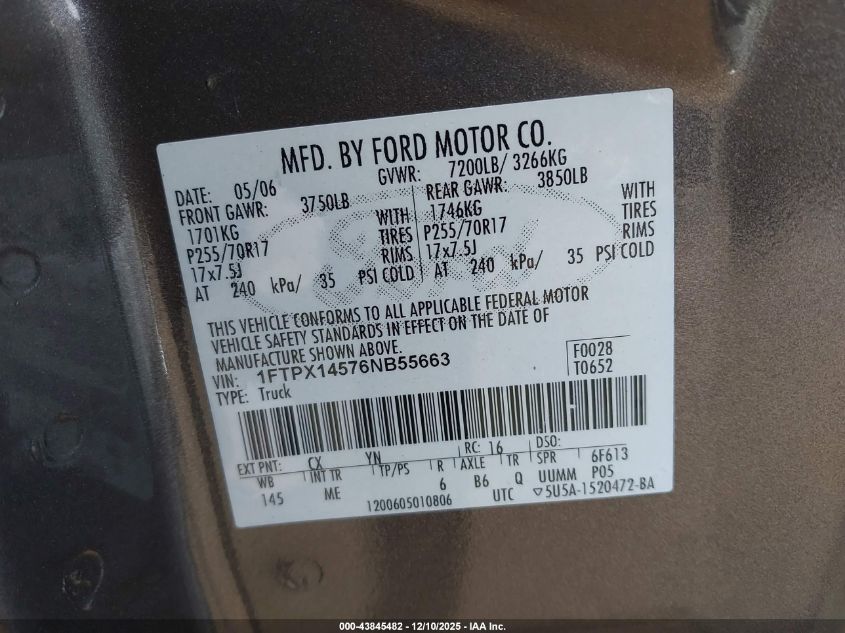 MFD. BY FORD MOTOR CO.
DATE: 05/06 GVWR: 7200LB/ 3266KG
FRONT GAWR: 3750LB REAR GAWR: 3850LB
1701KG WITH 1746KG WITH
P255/70R17 TIRES P255/70R17 TIRES
17x7.5J RIMS 17x7.5J RIMS
AT 240 kPa/ 35 PSI COLD AT 240 kPa/ 35 PSI COLD
THIS VEHICLE CONFORMS TO ALL APPLICABLE FEDERAL MOTOR
VEHICLE SAFETY STANDARDS IN EFFECT ON THE DATE OF
MANUFACTURE SHOWN ABOVE.
VIN: 1FTPX14576NB55663 F0028
TYPE: Truck T0652
EXT PNT: CX YN RC: 16 DSO:
WB INT TR TP/PS R AXLE TR SPR 6F613
145 ME 6 B6 Q UUMM P05
1200605010806 UTC ▽5U5A-1520472-BA
Ford
000-43845482 - 12/10/2025 - IAA Inc.